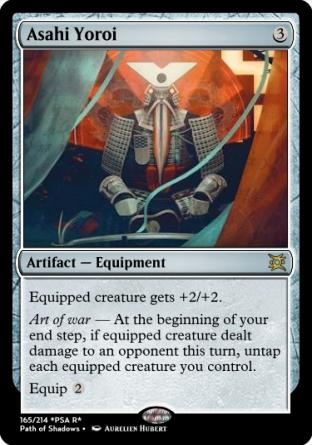 Asahi Yoroi 3
Artifact — Equipment
Equipped creature gets +2/+2.
Art of war — At the beginning of your
end step, if equipped creature dealt
damage to an opponent this turn, untap
each equipped creature you control.
Equip 2
165/214 *PSA R*
Path of Shadows • Aurelien Hubert